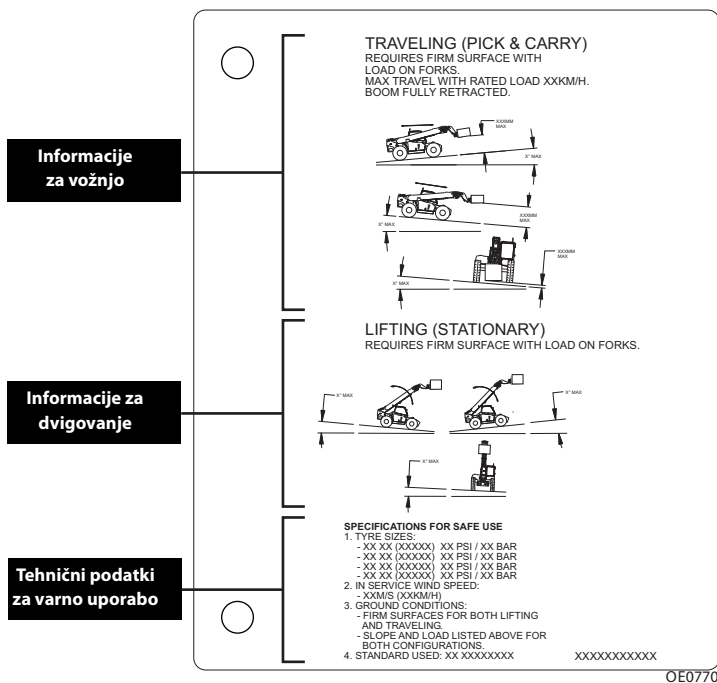 TRAVELING (PICK & CARRY)
REQUIRES FIRM SURFACE WITH
LOAD ON FORKS.
MAX TRAVEL WITH RATED LOAD XXKM/H.
BOOM FULLY RETRACTED.
XXXMM
MAX
X° MAX
Informacije
za vožnjo
X° MAX
XXXMM
MAX
XXXMM
MAX
X° MAX
LIFTING (STATIONARY)
REQUIRES FIRM SURFACE WITH LOAD ON FORKS.
Informacije za
dvigovanje
X° MAX
X° MAX
X° MAX
SPECIFICATIONS FOR SAFE USE
1. TYRE SIZES:
- XX XX (XXXXX) XX PSI / XX BAR
- XX XX (XXXXX) XX PSI / XX BAR
- XX XX (XXXXX) XX PSI / XX BAR
- XX XX (XXXXX) XX PSI / XX BAR
2. IN SERVICE WIND SPEED:
- XXM/S (XXKM/H)
3. GROUND CONDITIONS:
- FIRM SURFACES FOR BOTH LIFTING
AND TRAVELING.
- SLOPE AND LOAD LISTED ABOVE FOR
BOTH CONFIGURATIONS.
4. STANDARD USED: XX XXXXXXXX
XXXXXXXXXXX
Tehnični podatki
za varno uporabo
OE0770